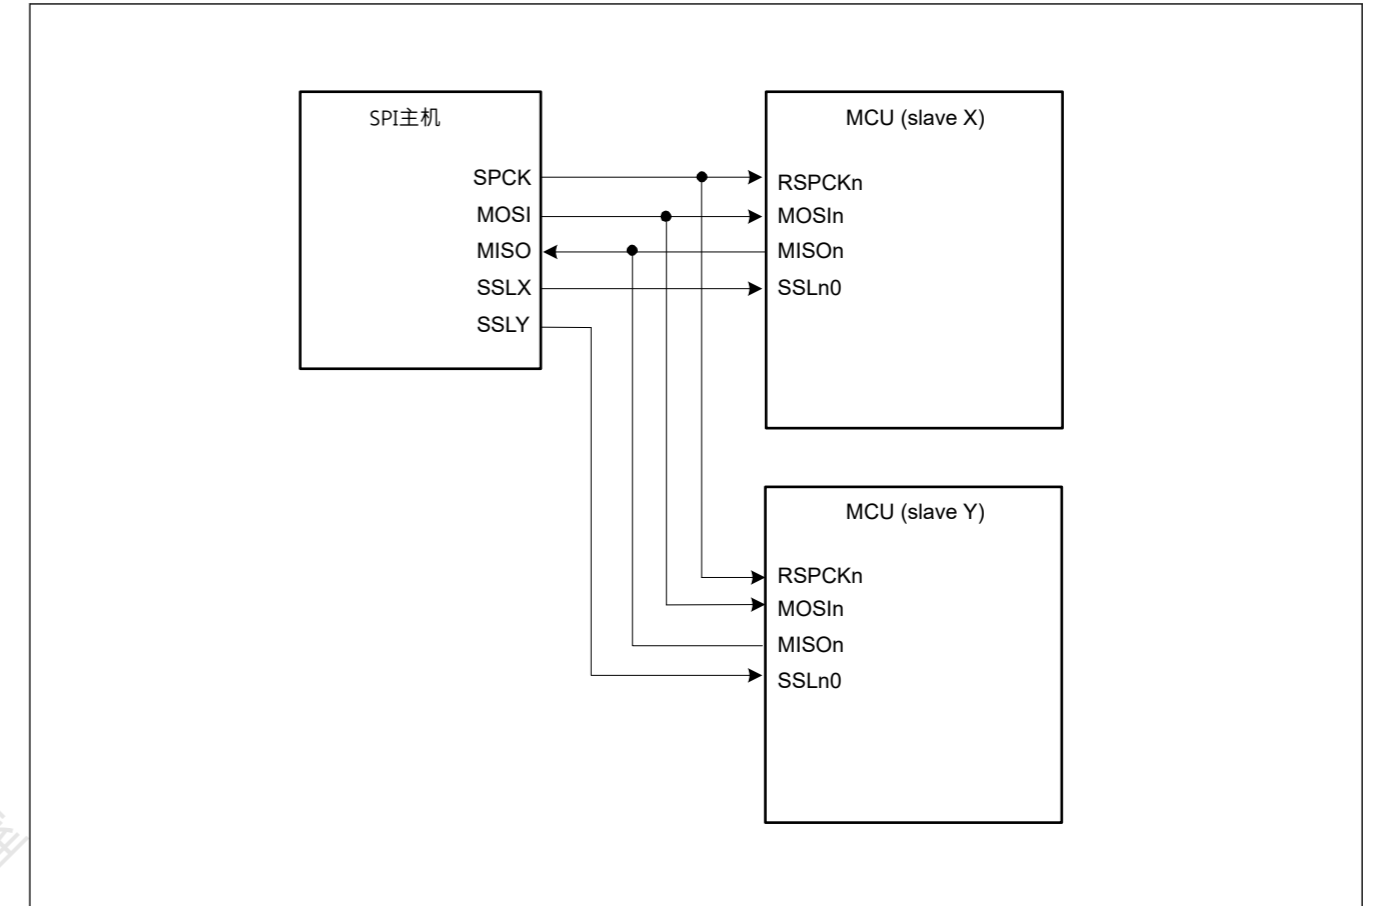 SPI主机
SPCK
MOSI
MISO
SSLX
SSLY
MCU (slave X)
RSPCKn
MOSIn
MISOn
SSLn0
MCU (slave Y)
RSPCKn
MOSIn
MISOn
SSLn0